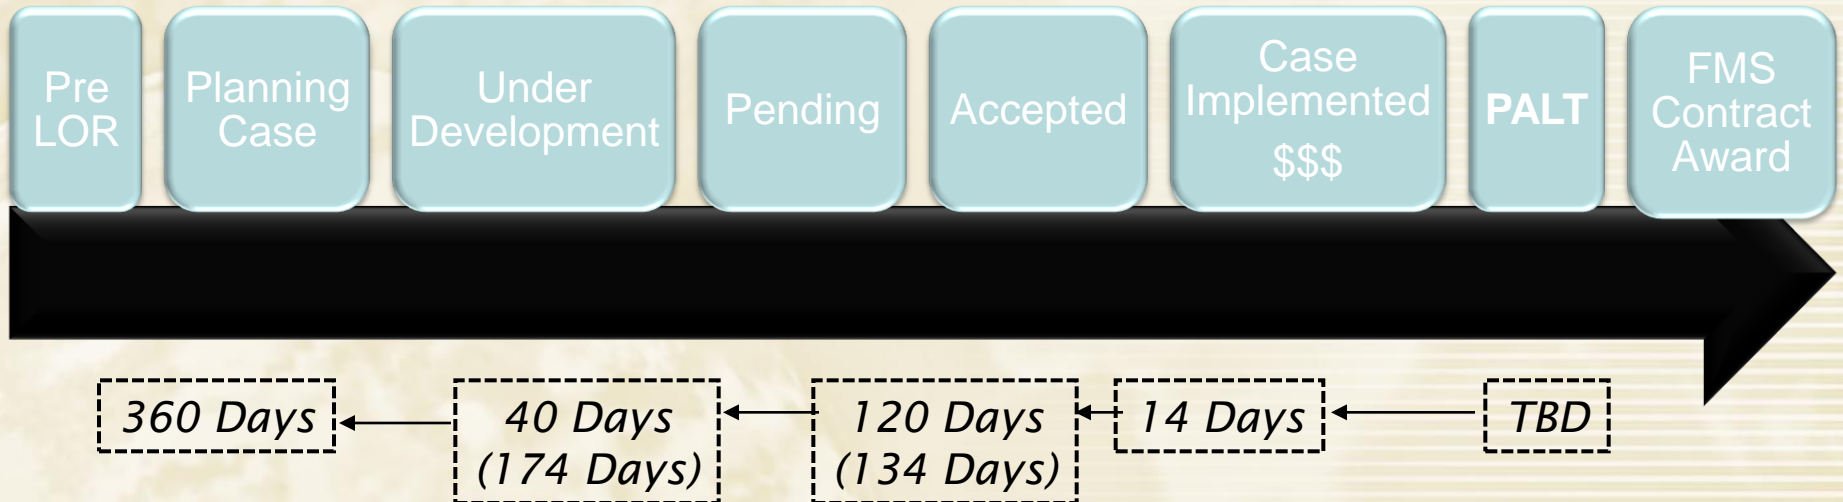 Pre
LOR
Planning
Case
Under
Development
Pending
Accepted
Case
Implemented
$$$
PALT
FMS
Contract
Award
360 Days
40 Days
(174 Days)
120 Days
(134 Days)
14 Days
TBD